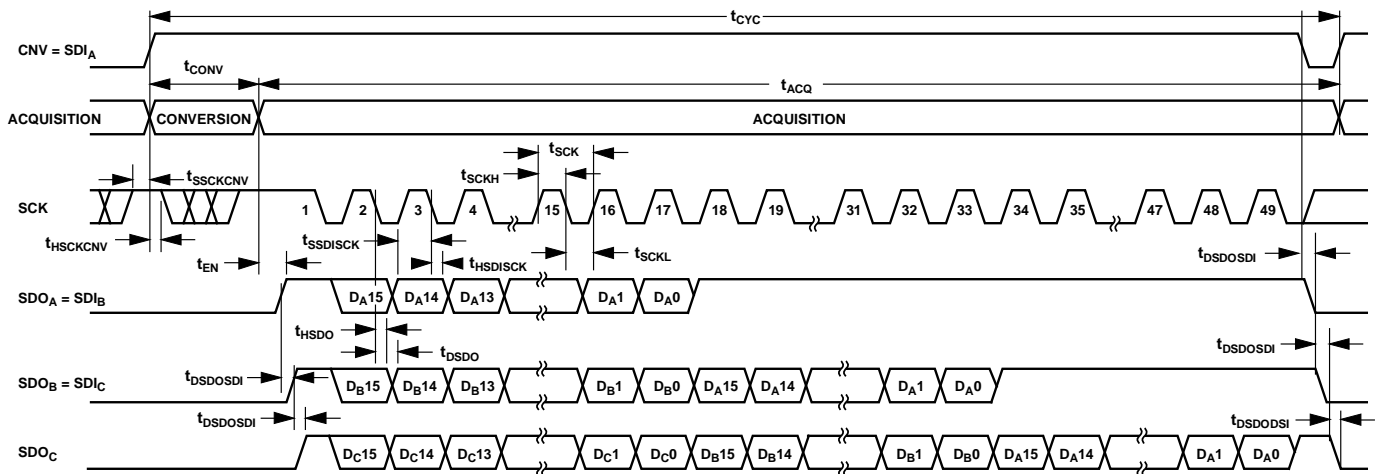 tCYC
CNV = SDIA
tCONV
tACQ
ACQUISITION CONVERSION ACQUISITION
tSCK
tSSCKCNV tSCKH
SCK 1 2 3 4 15 16 17 18 19 31 32 33 34 35 47 48 49
tHSCKCNV tSSDISCK tSCKL tDSDOSDI
tEN tHSDISCK
SDOA = SDIB DA15 DA14 DA13 DA1 DA0
tHSDO
tDSDO tDSDOSDI
tDSDOSDI
SDOB = SDIC DB15 DB14 DB13 DB1 DB0 DA15 DA14 DA1 DA0
tDSDOSDI tDSDODSI
SDOC DC15 DC14 DC13 DC1 DC0 DB15 DB14 DB1 DB0 DA15 DA14 DA1 DA0